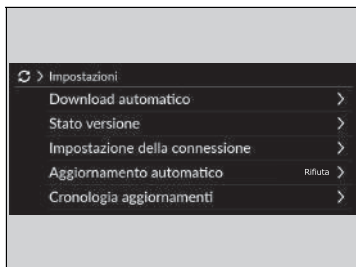 > Impostazioni
Download automatico >
Stato versione >
Impostazione della connessione >
Aggiornamento automatico Rifiuta >
Cronologia aggiornamenti >